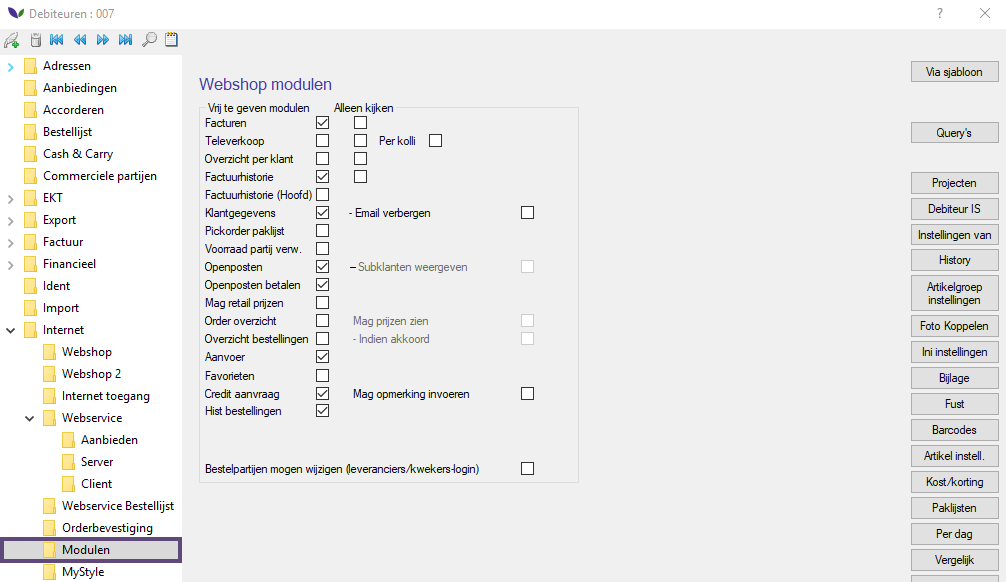 Debiteuren : 007
?
Adressen
Aanbiedingen
Accorderen
Bestellijst
Cash & Carry
Commerciele partijen
EKT
Export
Factuur
Financieel
Ident
Import
Internet
Webshop
Webshop 2
Internet toegang
Webservice
Aanbieden
Server
Client
Webservice Bestellijst
Orderbevestiging
Modulen
MyStyle
Webshop modulen
Vrij te geven modulen Alleen kijken
Facturen
Televerkoop Per kolli
Overzicht per klant
Factuurhistorie
Factuurhistorie (Hoofd)
Klantgegevens - Email verbergen
Pickorder paklijst
Voorraad partij verw.
Openposten – Subklanten weergeven
Openposten betalen
Mag retail prijzen
Order overzicht Mag prijzen zien
Overzicht bestellingen - Indien akkoord
Aanvoer
Favorieten
Credit aanvraag Mag opmerking invoeren
Hist bestellingen
Bestelpartijen mogen wijzigen (leveranciers/kwekers-login)
Via sjabloon
Query's
Projecten
Debiteur IS
Instellingen van
History
Artikelgroep
instellingen
Foto Koppelen
Ini instellingen
Bijlage
Fust
Barcodes
Artikel instell.
Kost/korting
Paklijsten
Per dag
Vergelijk